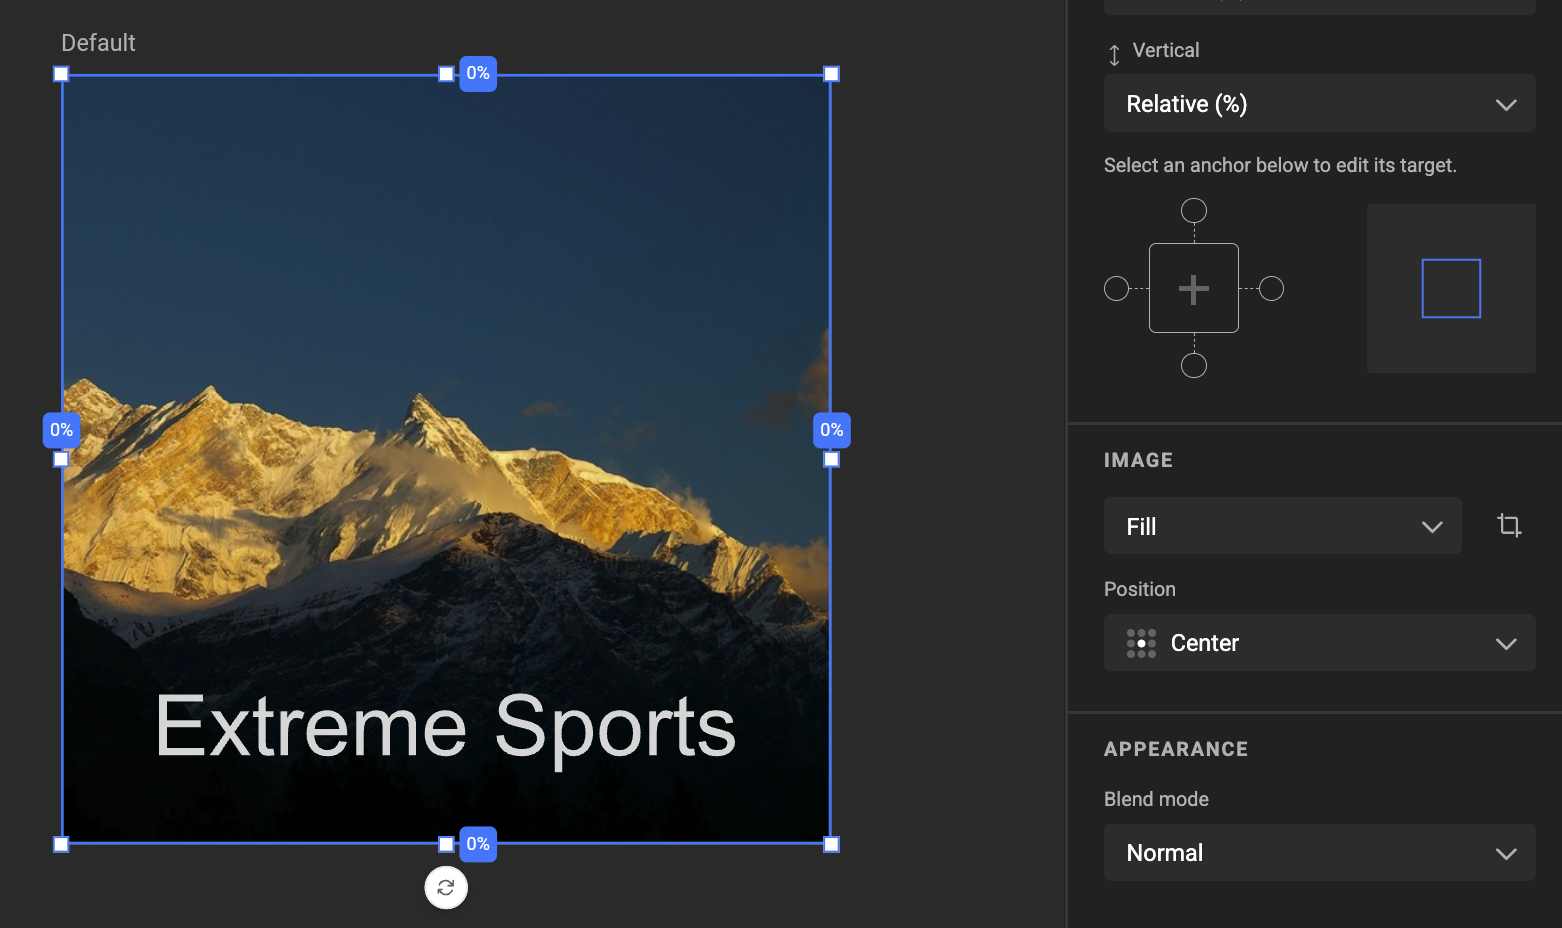 Default
0%
0%
0%
Extreme Sports
0%
Vertical
Relative (%)
Select an anchor below to edit its target.
IMAGE
Fill
Position
Center
APPEARANCE
Blend mode
Normal